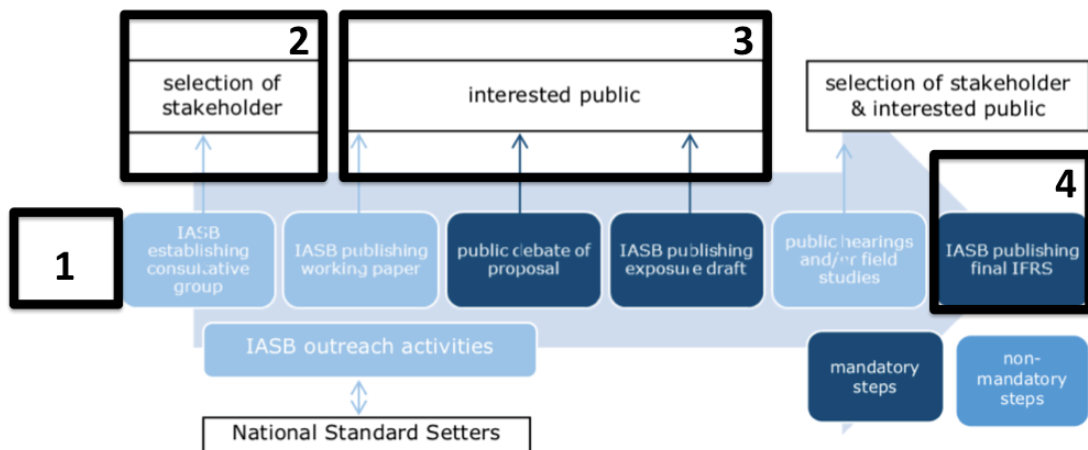 2
3
selection of
stakeholder
interested public
selection of stakeholder
& interested public
1
4
IASB
establishing
consultative
group
IASB publishing
working paper
public debate of
proposal
IASB publishing
exposure draft
public hearings
and/or field
studies
IASB publishing
final IFRS
IASB outreach activities
mandatory
steps
non-
mandatory
steps
National Standard Setters